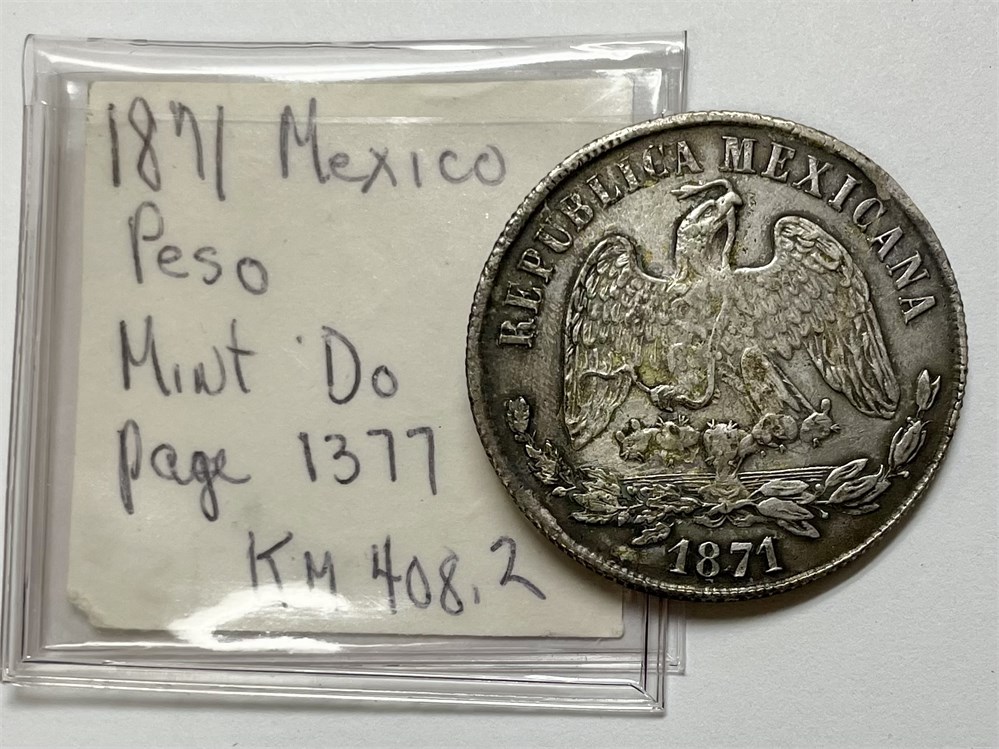 1871 Mexico
Peso
Mint Do
page 1377
KM 408.2
REPUBLICA MEXICANA
1871